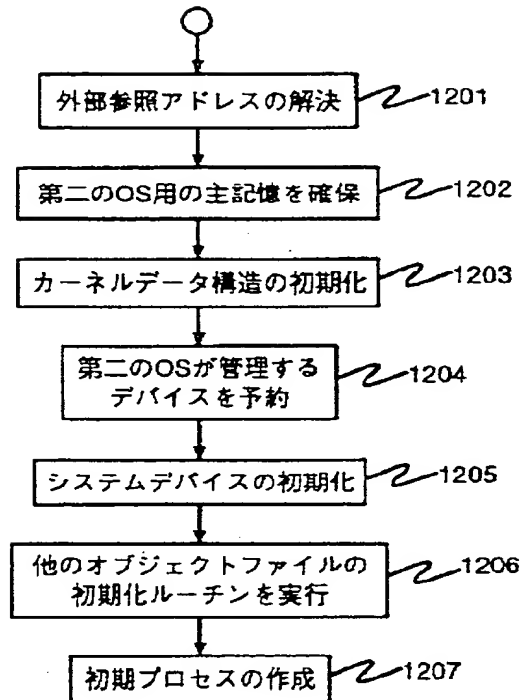 外部参照アドレスの解決
1201
第二のOS用の主記憶を確保
1202
カーネルデータ構造の初期化
1203
第二のOSが管理する
デバイスを予約
1204
システムデバイスの初期化
1205
他のオブジェクトファイルの
初期化ルーチンを実行
1206
初期プロセスの作成
1207